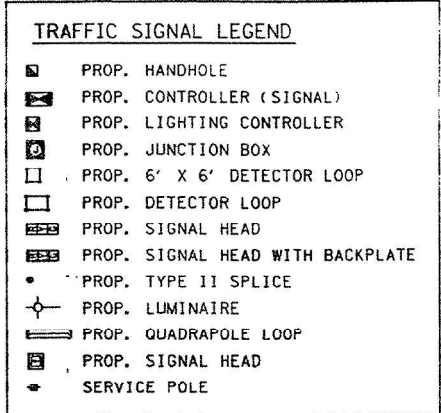 TRAFFIC SIGNAL LEGEND
PROP. HANDHOLE
PROP. CONTROLLER (SIGNAL)
PROP. LIGHTING CONTROLLER
PROP. JUNCTION BOX
PROP. 6' X 6' DETECTOR LOOP
PROP. DETECTOR LOOP
PROP. SIGNAL HEAD
PROP. SIGNAL HEAD WITH BACKPLATE
PROP. TYPE II SPLICE
PROP. LUMINAIRE
PROP. QUADRAPOLE LOOP
PROP. SIGNAL HEAD
SERVICE POLE